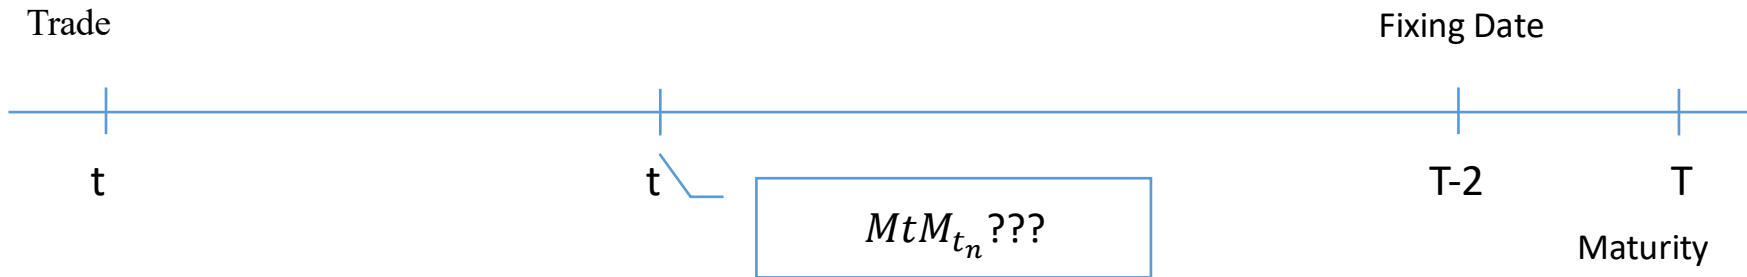 Trade
Fixing Date
t
t
T-2
T
MtM_{t_n}???
Maturity